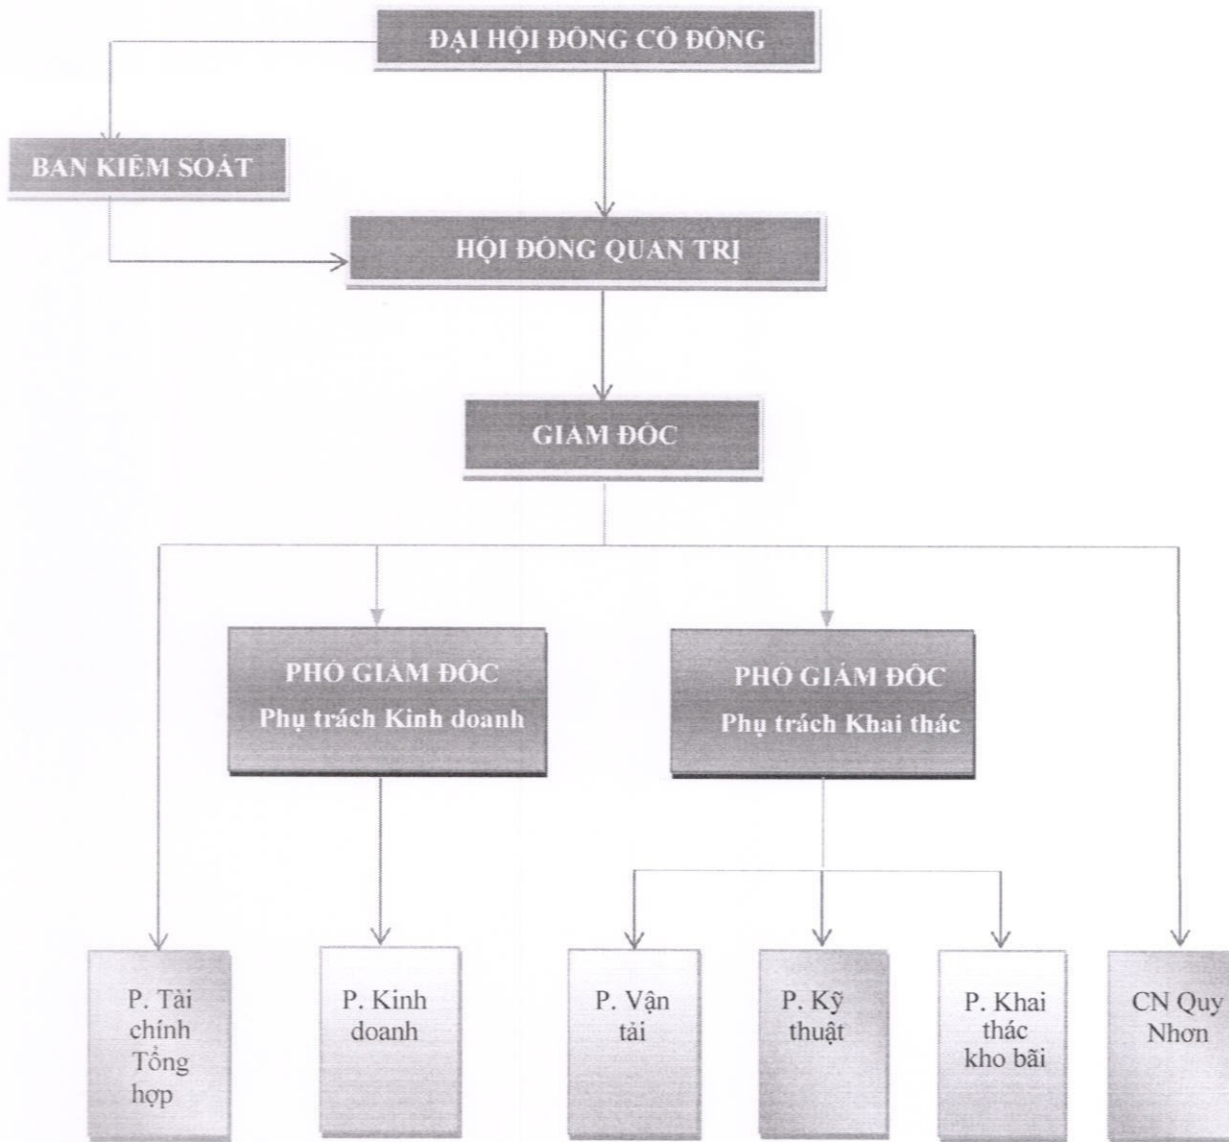 ĐẠI HỘI ĐỒNG CỔ ĐÔNG
BAN KIỂM SOÁT
HỘI ĐỒNG QUẢN TRỊ
GIÁM ĐỐC
PHÓ GIÁM ĐỐC
Phụ trách Kinh doanh
PHÓ GIÁM ĐỐC
Phụ trách Khai thác
P. Tài
chính
Tổng
hợp
P. Kinh
doanh
P. Vận
tải
P. Kỹ
thuật
P. Khai
thác
kho bãi
CN Quy
Nhơn